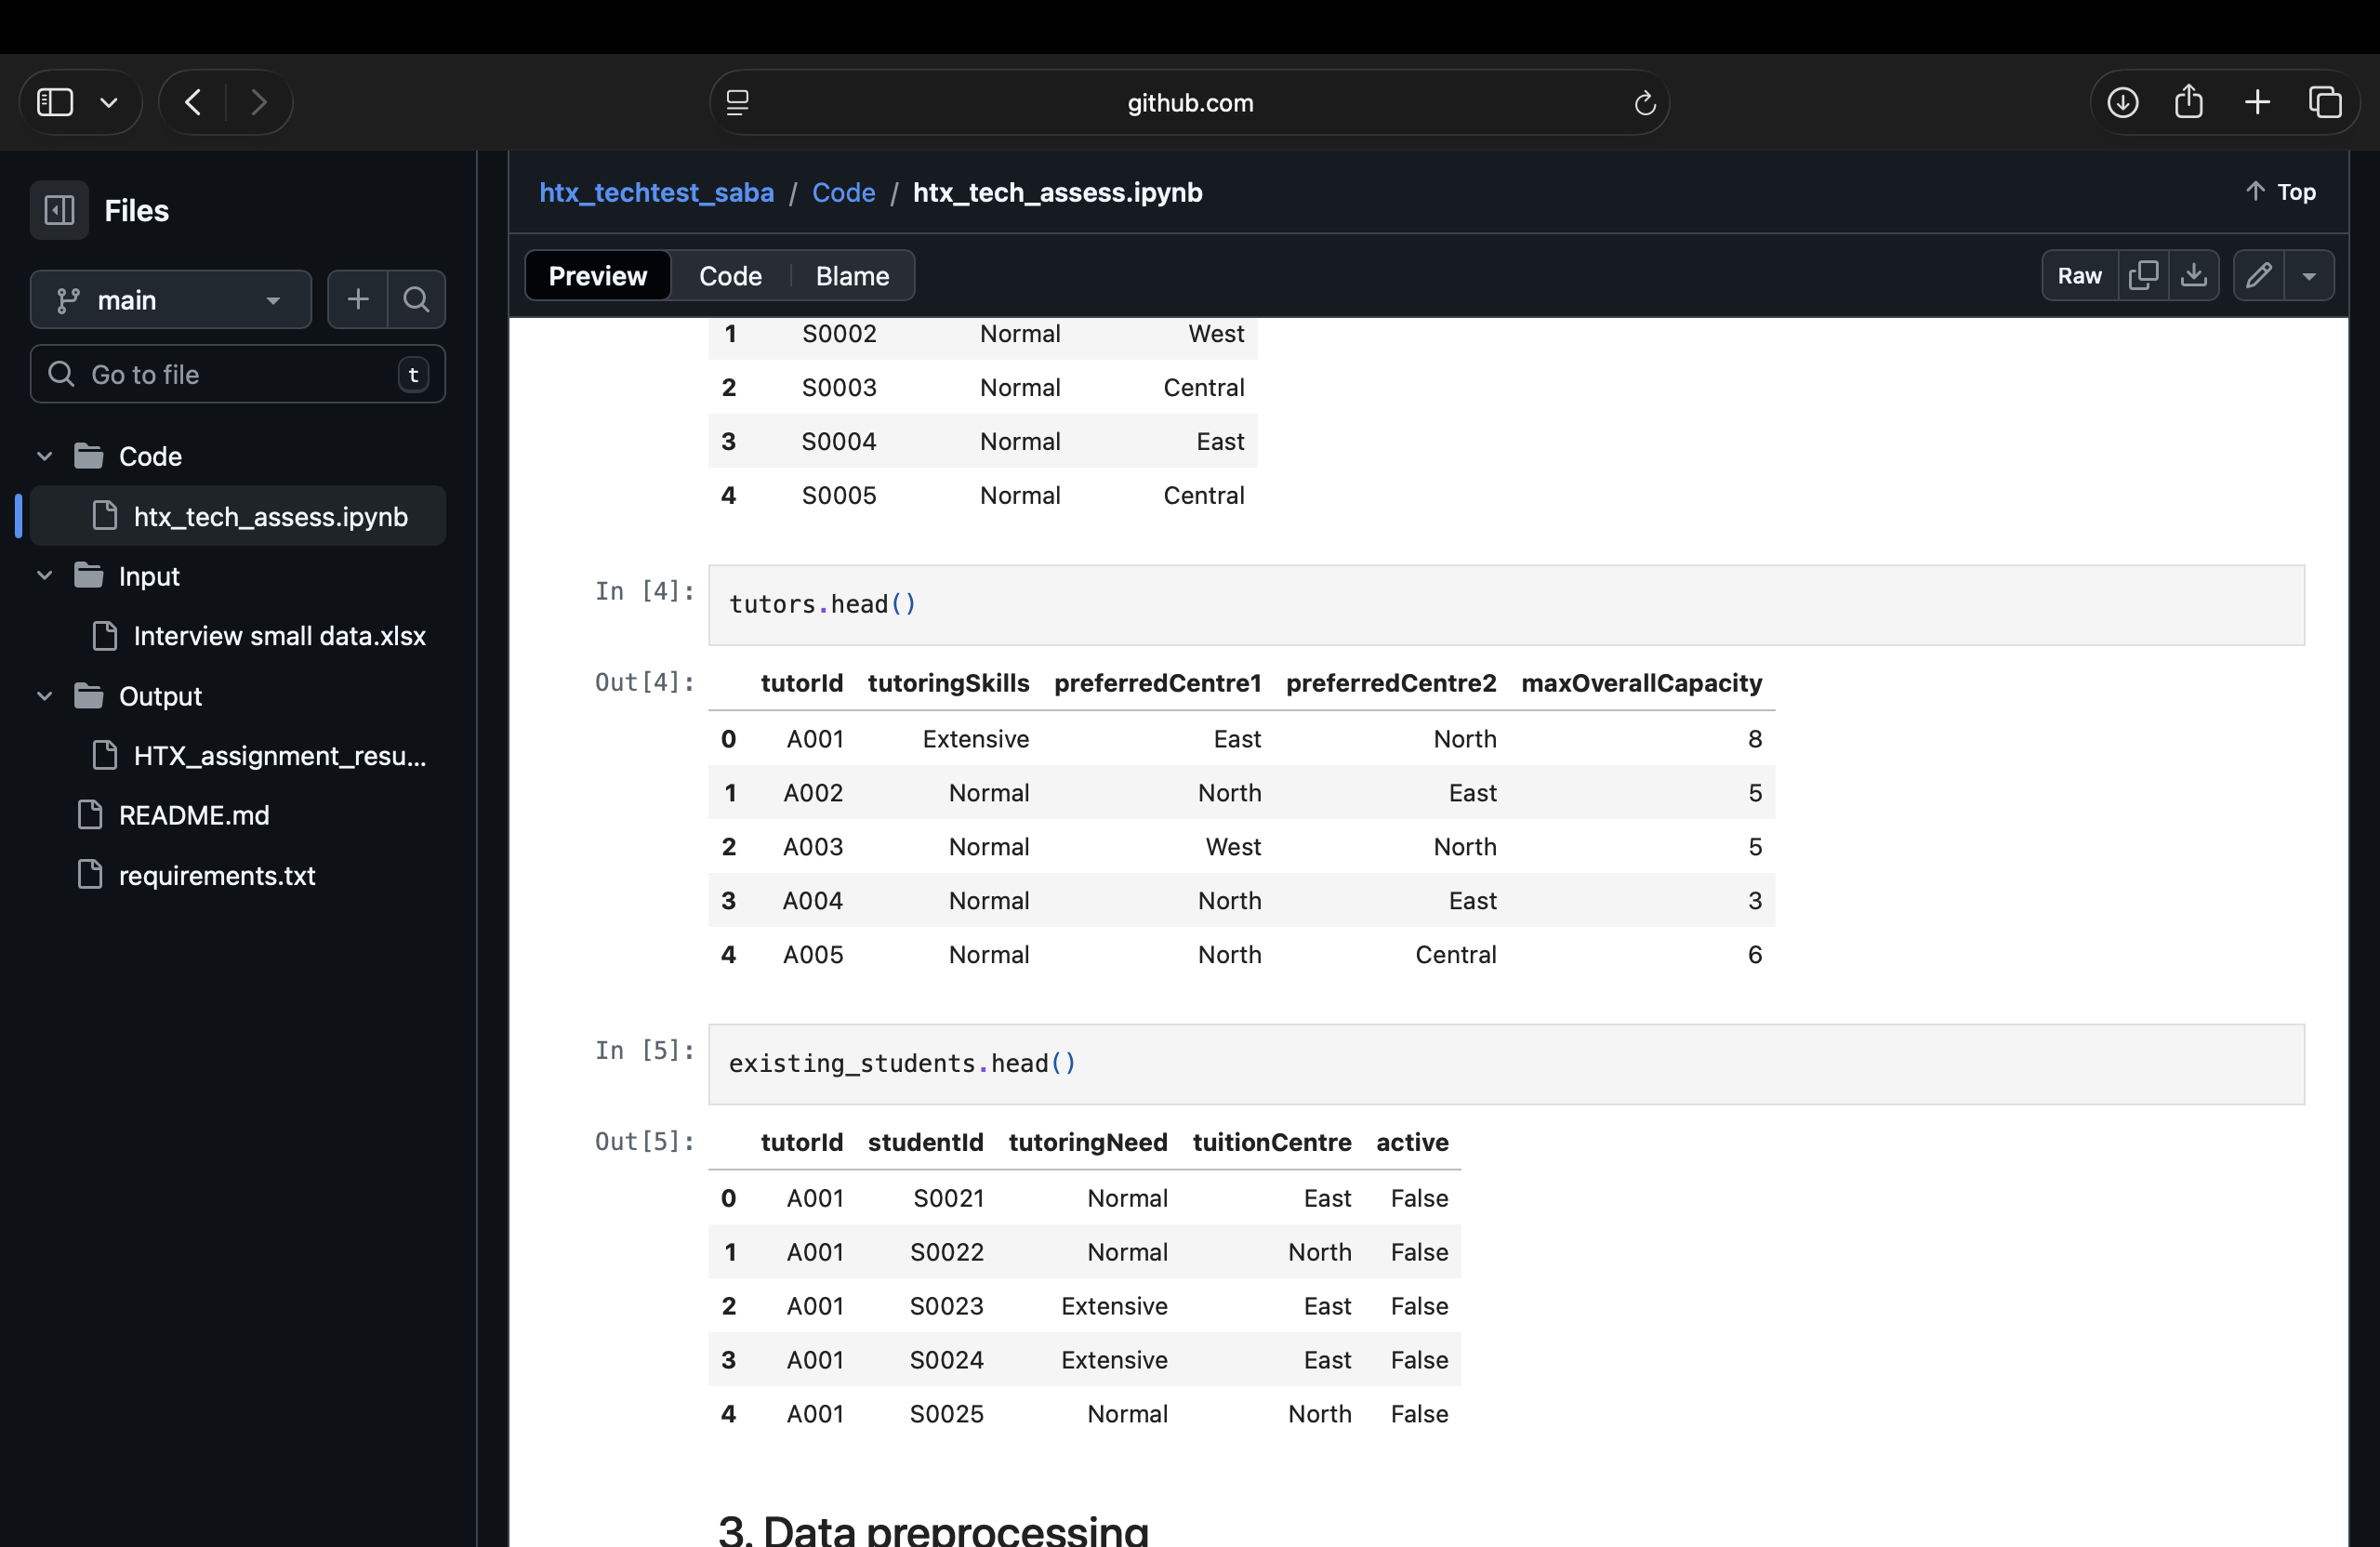 github.com
Files
main
Go to file
t
Code
htx_tech_assess.ipynb
Input
Interview small data.xlsx
Output
HTX_assignment_resu...
README.md
requirements.txt
htx_techtest_saba / Code / htx_tech_assess.ipynb
Top
Preview Code Blame
Raw
1 S0002 Normal West
2 S0003 Normal Central
3 S0004 Normal East
4 S0005 Normal Central
In [4]: tutors.head()
Out[4]: tutorId tutoringSkills preferredCentre1 preferredCentre2 maxOverallCapacity
0 A001 Extensive East North 8
1 A002 Normal North East 5
2 A003 Normal West North 5
3 A004 Normal North East 3
4 A005 Normal North Central 6
In [5]: existing_students.head()
Out[5]: tutorId studentId tutoringNeed tuitionCentre active
0 A001 S0021 Normal East False
1 A001 S0022 Normal North False
2 A001 S0023 Extensive East False
3 A001 S0024 Extensive East False
4 A001 S0025 Normal North False
3. Data preprocessing